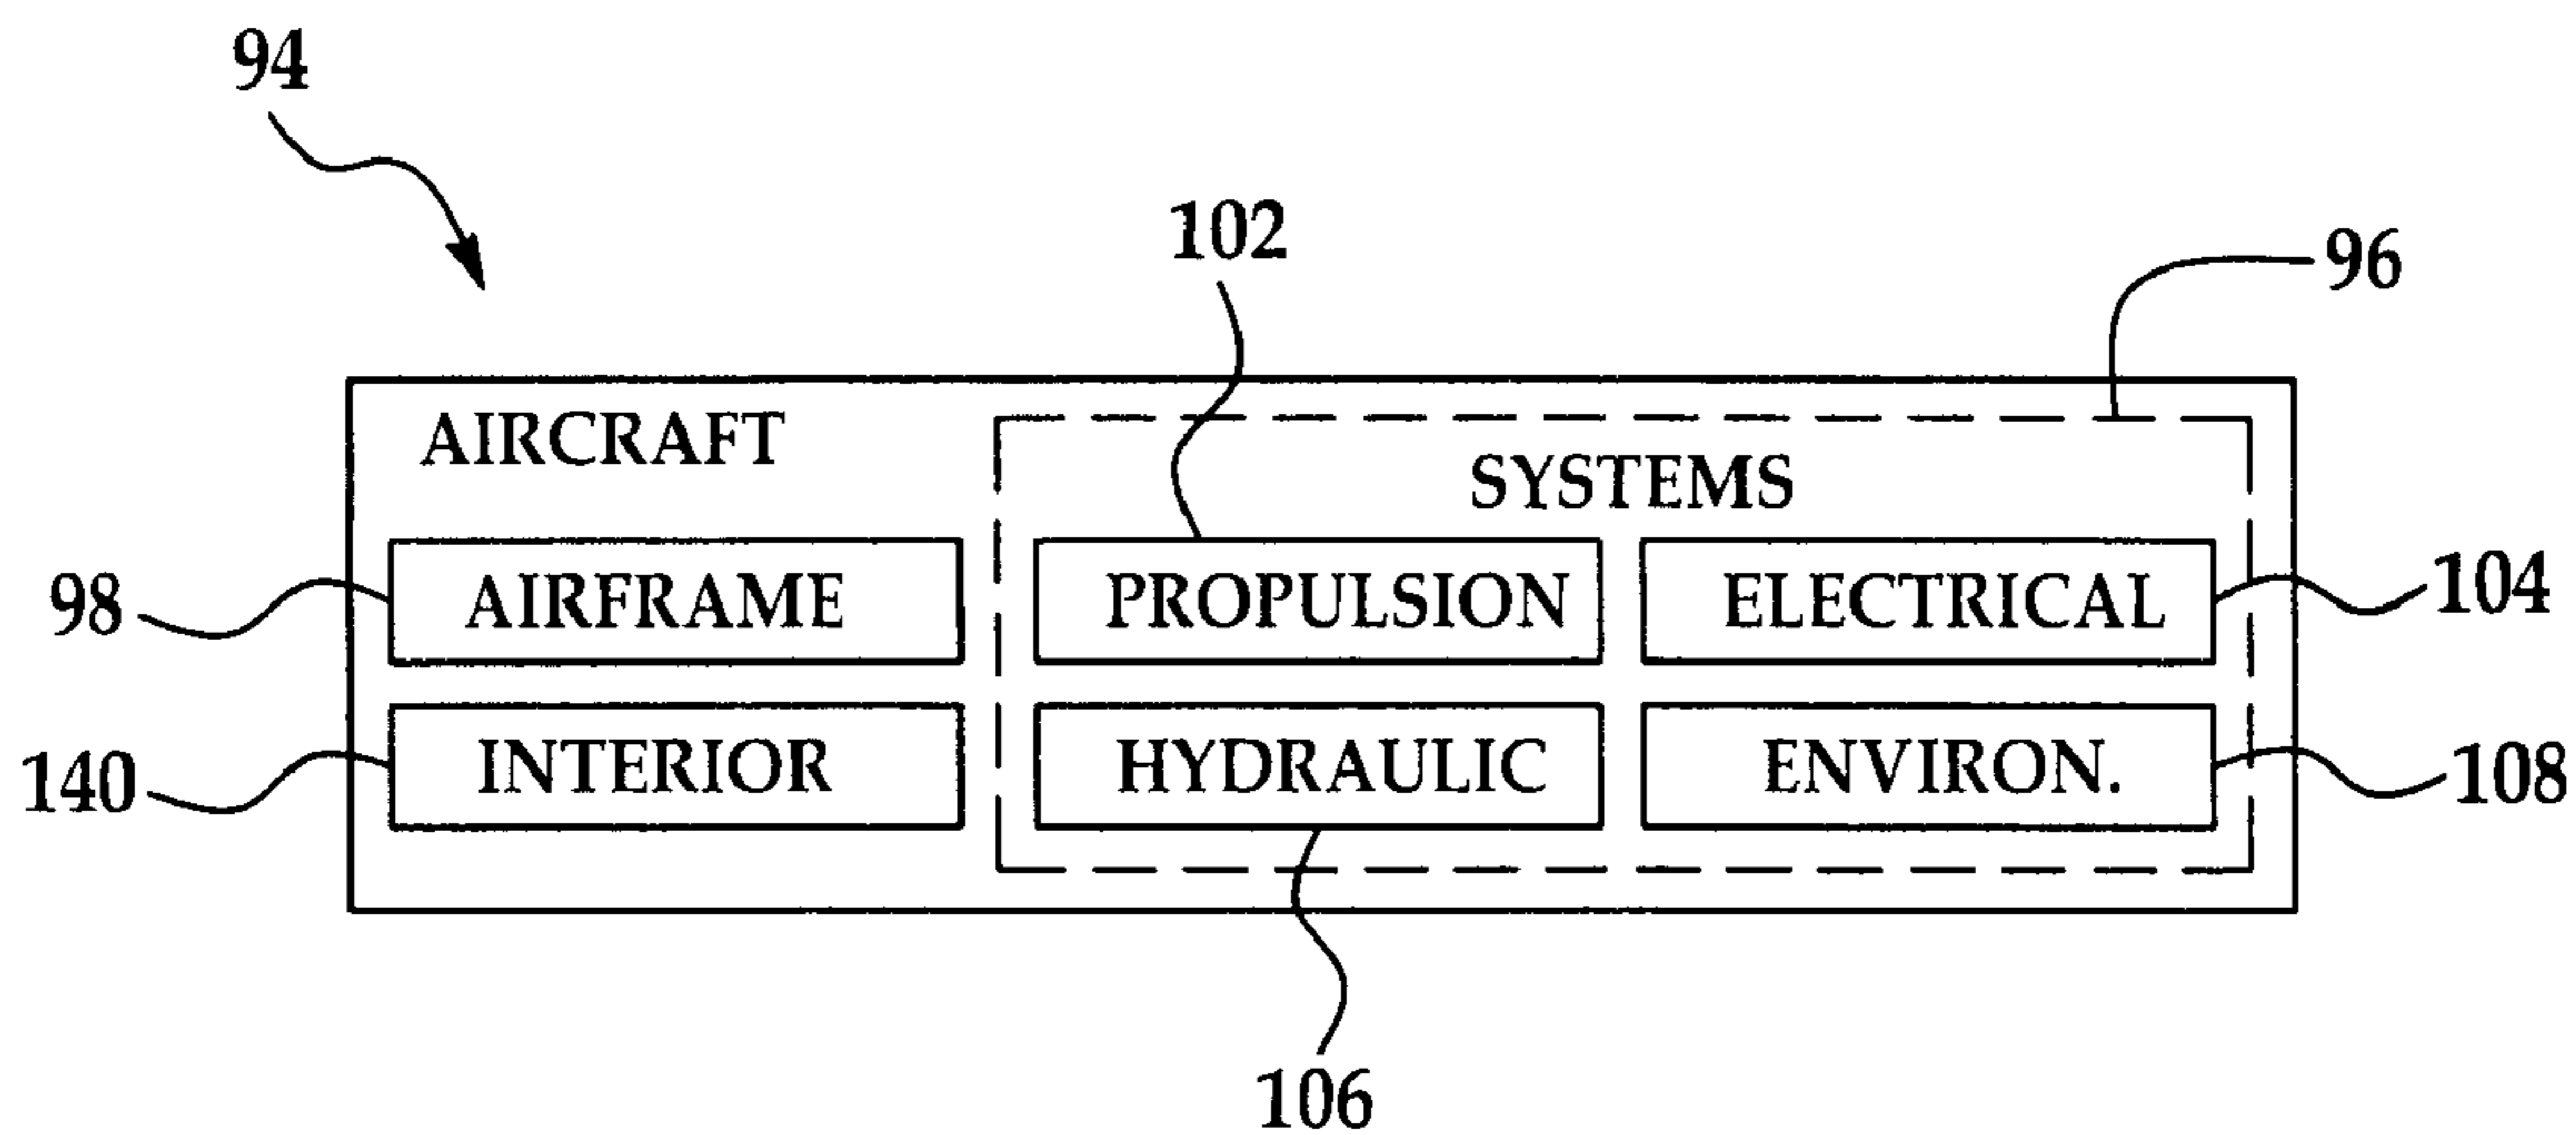 94
102
96
AIRCRAFT
SYSTEMS
98
AIRFRAME
PROPULSION
ELECTRICAL
104
140
INTERIOR
HYDRAULIC
ENVIRON.
108
106